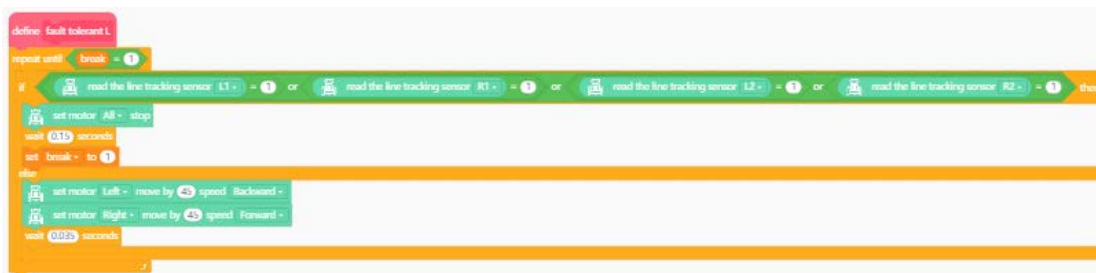 define fault tolerant L
repeat until break = 1
if read the line tracking sensor L1 = 1 or read the line tracking sensor R1 = 1 or read the line tracking sensor L2 = 1 or read the line tracking sensor R2 = 1 then
set motor All stop
wait 0.15 seconds
set break to 1
else
set motor Left move by 45 speed Backward
set motor Right move by 45 speed Forward
wait 0.035 seconds